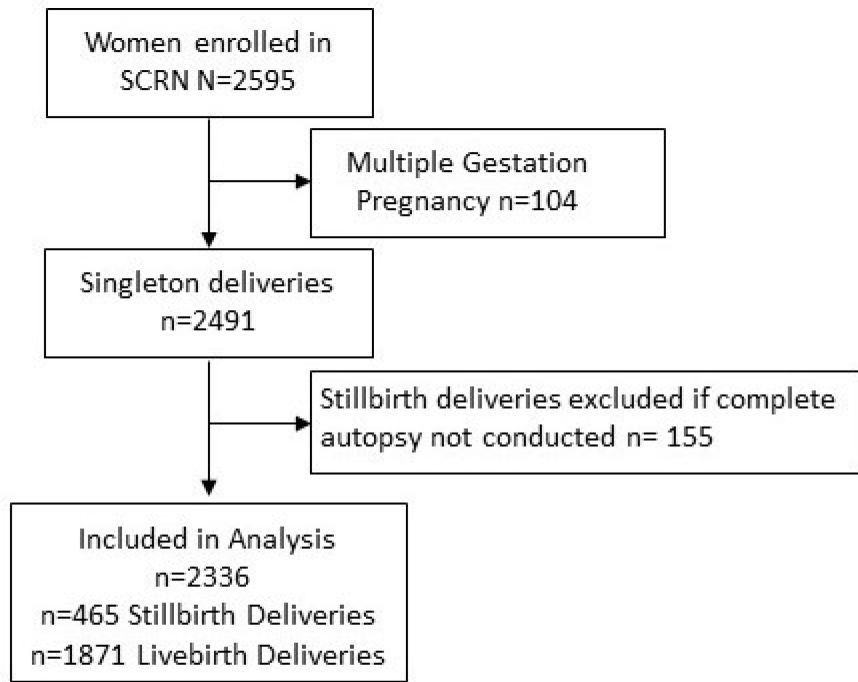 Women enrolled in
SCRN N=2595
Multiple Gestation
Pregnancy n=104
Singleton deliveries
n=2491
Stillbirth deliveries excluded if complete
autopsy not conducted n= 155
Included in Analysis
n=2336
n=465 Stillbirth Deliveries
n=1871 Livebirth Deliveries